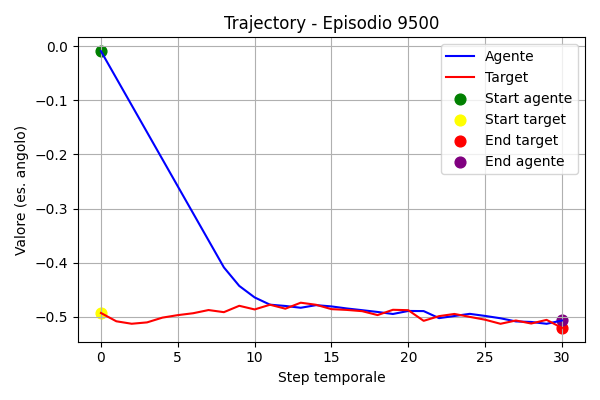 Trajectory - Episodio 9500
Valore (es. angolo)
0.0
−0.1
−0.2
−0.3
−0.4
−0.5
0 5 10 15 20 25 30
Step temporale
Agente
Target
Start agente
Start target
End target
End agente